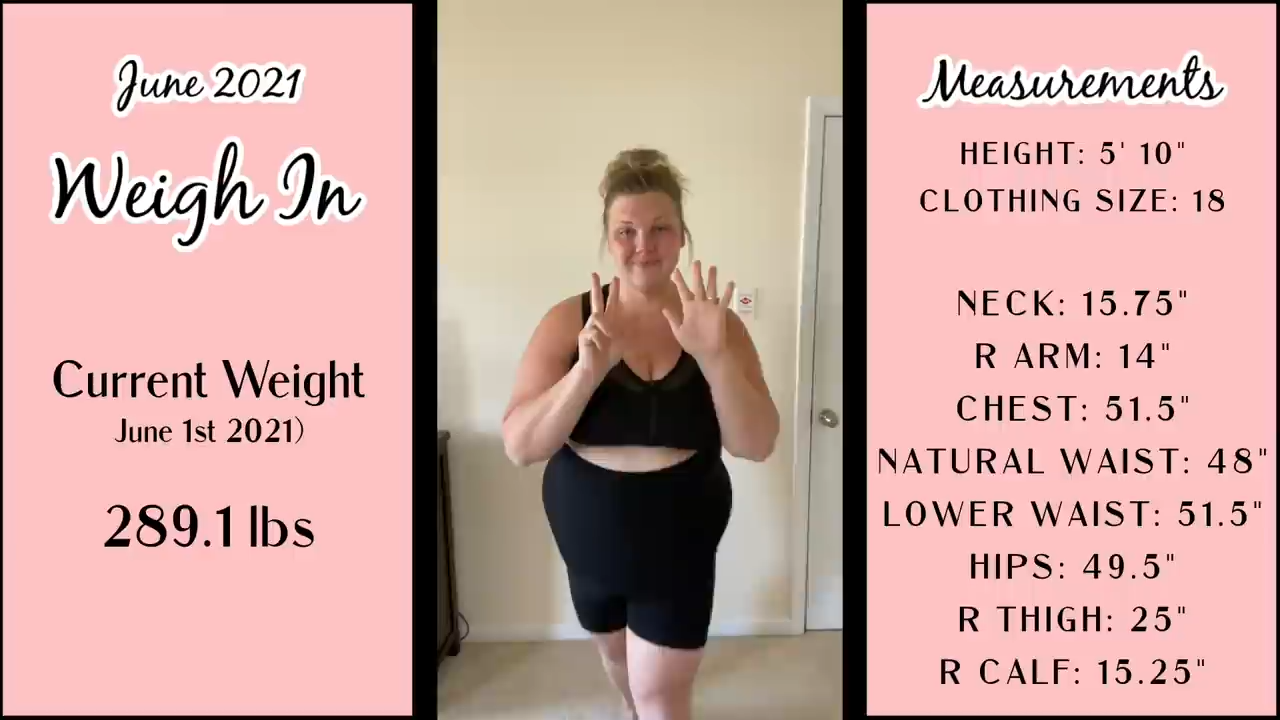 June 2021
Weigh In
Current Weight
June 1st 2021)
289.1 lbs
Measurements
HEIGHT: 5' 10"
CLOTHING SIZE: 18
NECK: 15.75"
R ARM: 14"
CHEST: 51.5"
NATURAL WAIST: 48"
LOWER WAIST: 51.5"
HIPS: 49.5"
R THIGH: 25"
R CALF: 15.25"